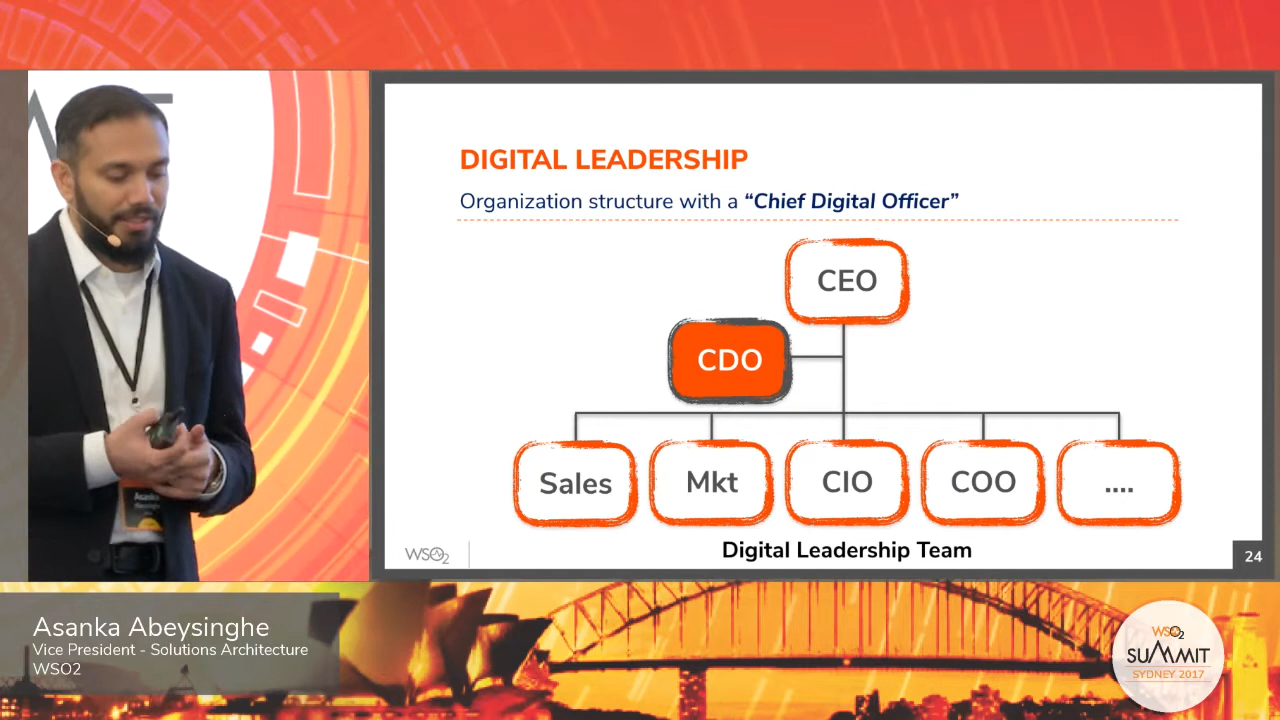 DIGITAL LEADERSHIP
Organization structure with a “Chief Digital Officer”
CEO
CDO
Sales
Mkt
CIO
COO
....
Digital Leadership Team
WSO2
24
Asanka
Asanka Abeysinghe
Vice President - Solutions Architecture
WSO2
WSO2
SUMMIT
SYDNEY 2017